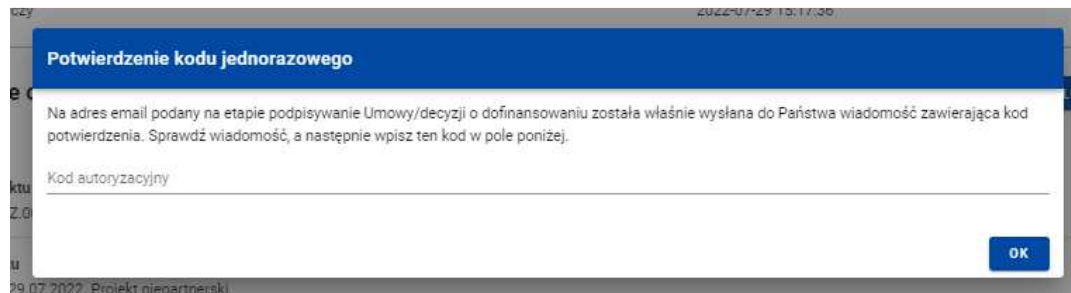 czy
2022-07-29 15:17:36
Potwierdzenie kodu jednorazowego
Na adres email podany na etapie podpisywanie Umowy/decyzji o dofinansowaniu została właśnie wysłana do Państwa wiadomość zawierająca kod
potwierdzenia. Sprawdź wiadomość, a następnie wpisz ten kod w pole poniżej.
Kod autoryzacyjny
ktu
OK
u
29.07.2022, Projekt niepartnerski